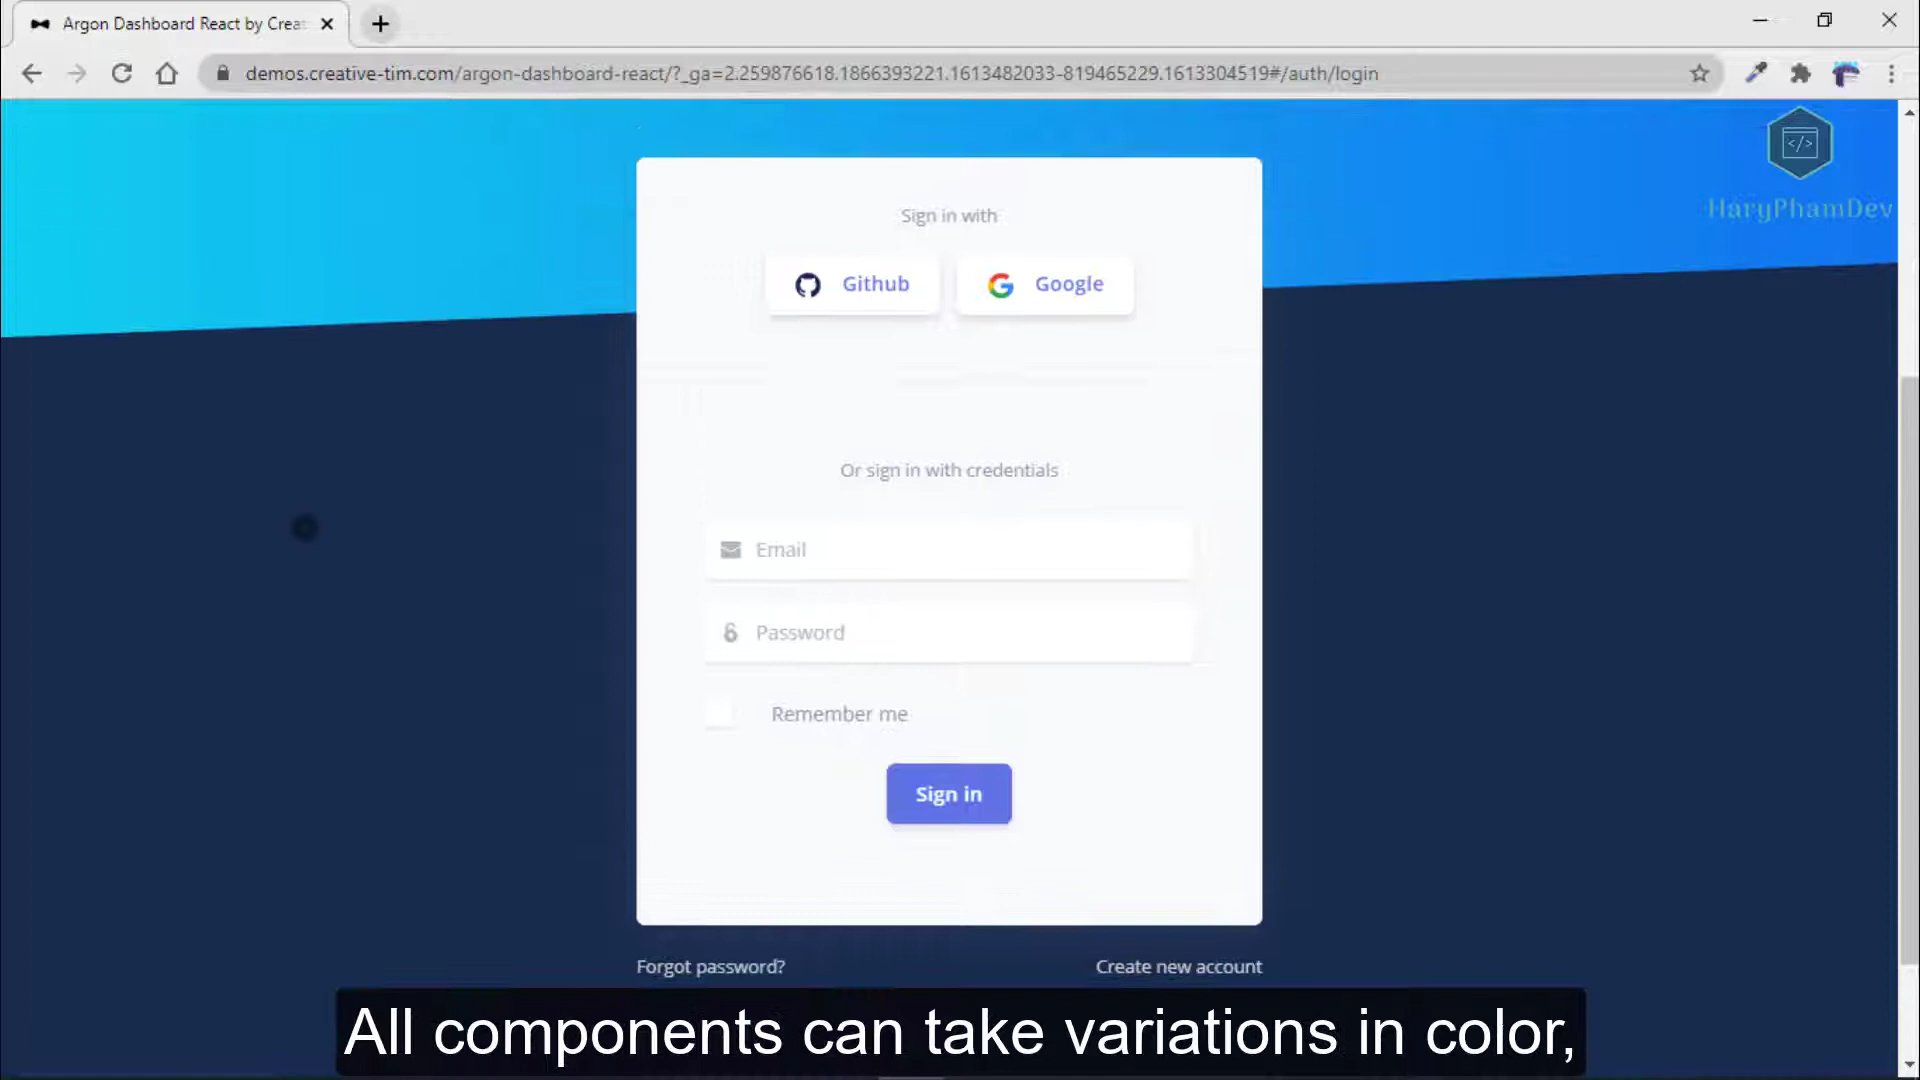 Argon Dashboard React by Crea
demos.creative-tim.com/argon-dashboard-react/?_ga=2.259876618.1866393221.1613482033-819465229.1613304519#/auth/login
</>
HaryPhamDev
Sign in with
Github
Google
Or sign in with credentials
Email
Password
Remember me
Sign in
Forgot password?
Create new account
All components can take variations in color,